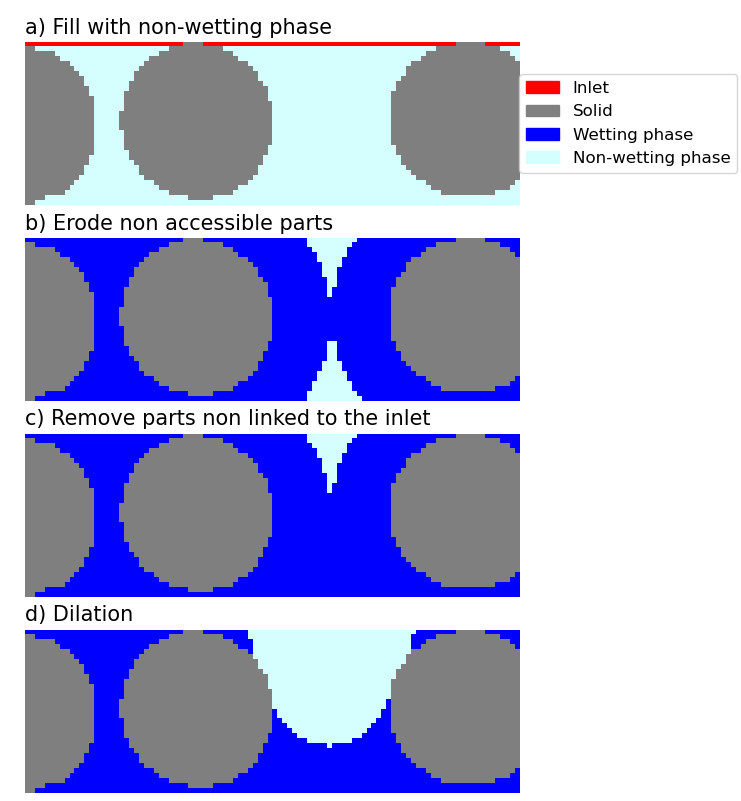 a) Fill with non-wetting phase
Inlet
Solid
Wetting phase
Non-wetting phase
b) Erode non accessible parts
c) Remove parts non linked to the inlet
d) Dilation